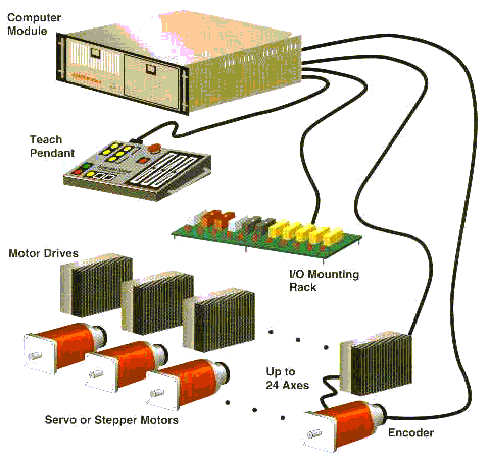 Computer
Module
Teach
Pendant
I/O Mounting
Rack
Motor Drives
Up to
24 Axes
Servo or Stepper Motors
Encoder